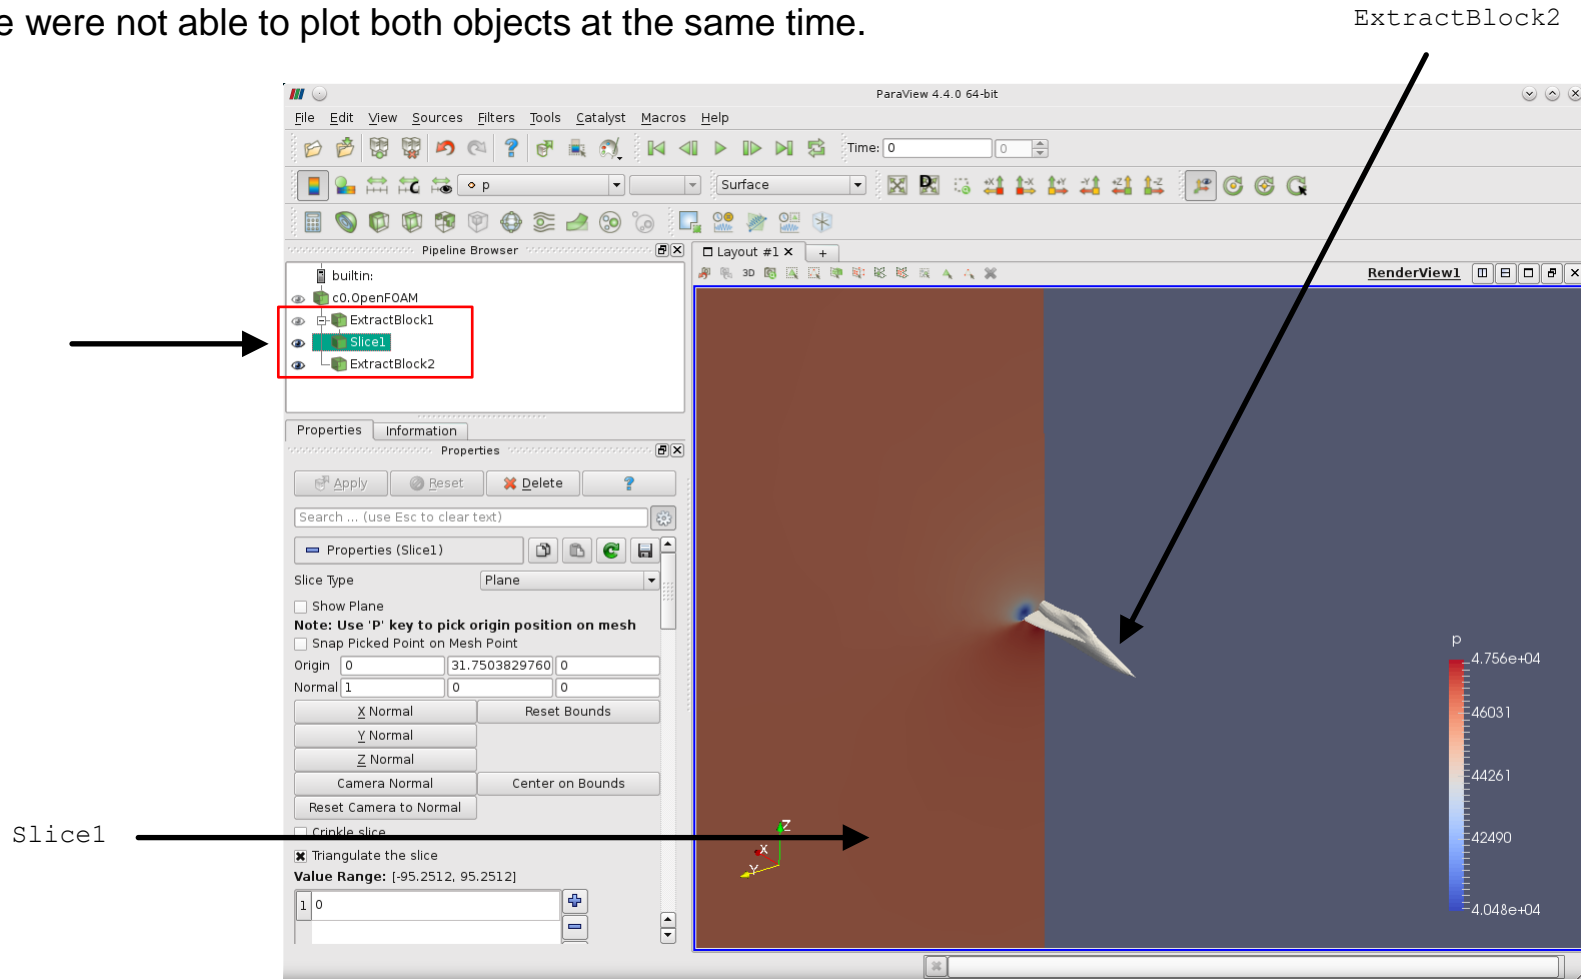 e were not able to plot both objects at the same time.
ExtractBlock2
ParaView 4.4.0 64-bit
File Edit View Sources Filters Tools Catalyst Macros Help
Time: 0 0
p Surface
Pipeline Browser
Layout #1
builtin:
3D
RenderView1
c0.OpenFOAM
ExtractBlock1
Slice1
ExtractBlock2
Properties Information
Properties
Apply Reset Delete ?
Search ... (use Esc to clear text)
Properties (Slice1)
Slice Type Plane
Show Plane
Note: Use 'P' key to pick origin position on mesh
Snap Picked Point on Mesh Point
Origin 0 31.7503829760 0
Normal 1 0 0
X Normal Reset Bounds
Y Normal
Z Normal
Camera Normal Center on Bounds
Reset Camera to Normal
Crinkle slice
Triangulate the slice
Value Range: [-95.2512, 95.2512]
1 0
Slice1
Z
X
Y
p
4.756e+04
46031
44261
42490
4.048e+04